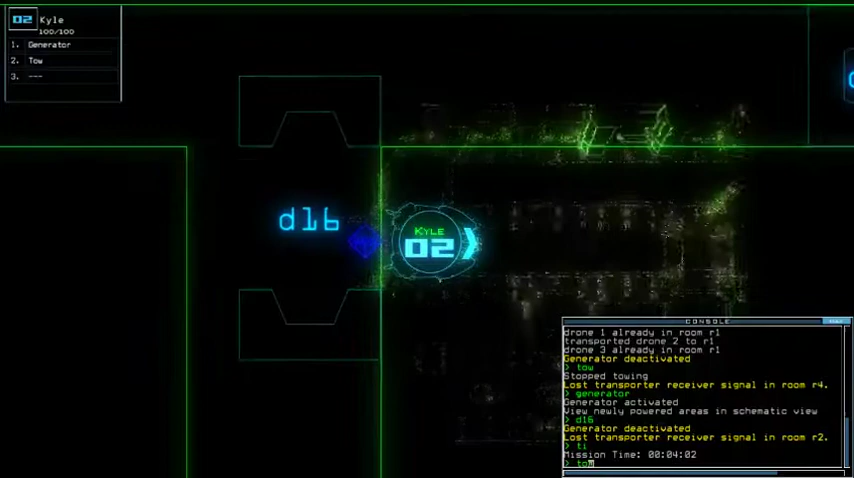 02 Kyle
100/100
1. Generator
2. Tow
3. ---
d16
KYLE
02
CONSOLE
drone 1 already in room r1
transported drone 2 to r1
drone 3 already in room r1
Generator deactivated
> tow
Stopped towing
Lost transporter receiver signal in room r4.
> generator
Generator activated
View newly powered areas in schematic view
> d16
Generator deactivated
Lost transporter receiver signal in room r2.
> ti
Mission Time: 00:04:02
> tow